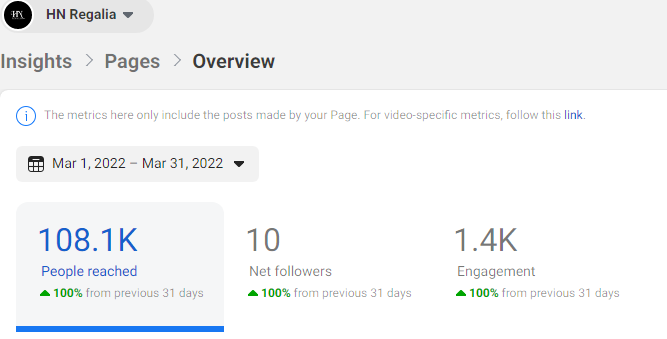 HN HN Regalia
Insights > Pages > Overview
The metrics here only include the posts made by your Page. For video-specific metrics, follow this link.
Mar 1, 2022 – Mar 31, 2022
108.1K 10 1.4K
People reached Net followers Engagement
100% from previous 31 days 100% from previous 31 days 100% from previous 31 days